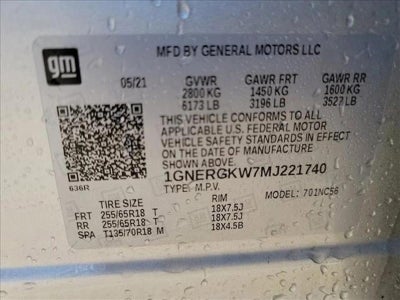 gm
MFD BY GENERAL MOTORS LLC
05/21 GVWR GAWR FRT GAWR RR
2800 KG 1450 KG 1600 KG
6173 LB 3196 LB 3527 LB
THIS VEHICLE CONFORMS TO ALL
APPLICABLE U.S. FEDERAL MOTOR
VEHICLE SAFETY STANDARDS IN
EFFECT ON THE DATE OF MANUFACTURE
SHOWN ABOVE.
1GNERGKW7MJ221740
636R TYPE: M.P.V. MODEL: 701NC56
TIRE SIZE RIM
FRT 255/65R18 T 18X7.5J
RR 255/65R18 T 18X7.5J
SPA T135/70R18 M 18X4.5B